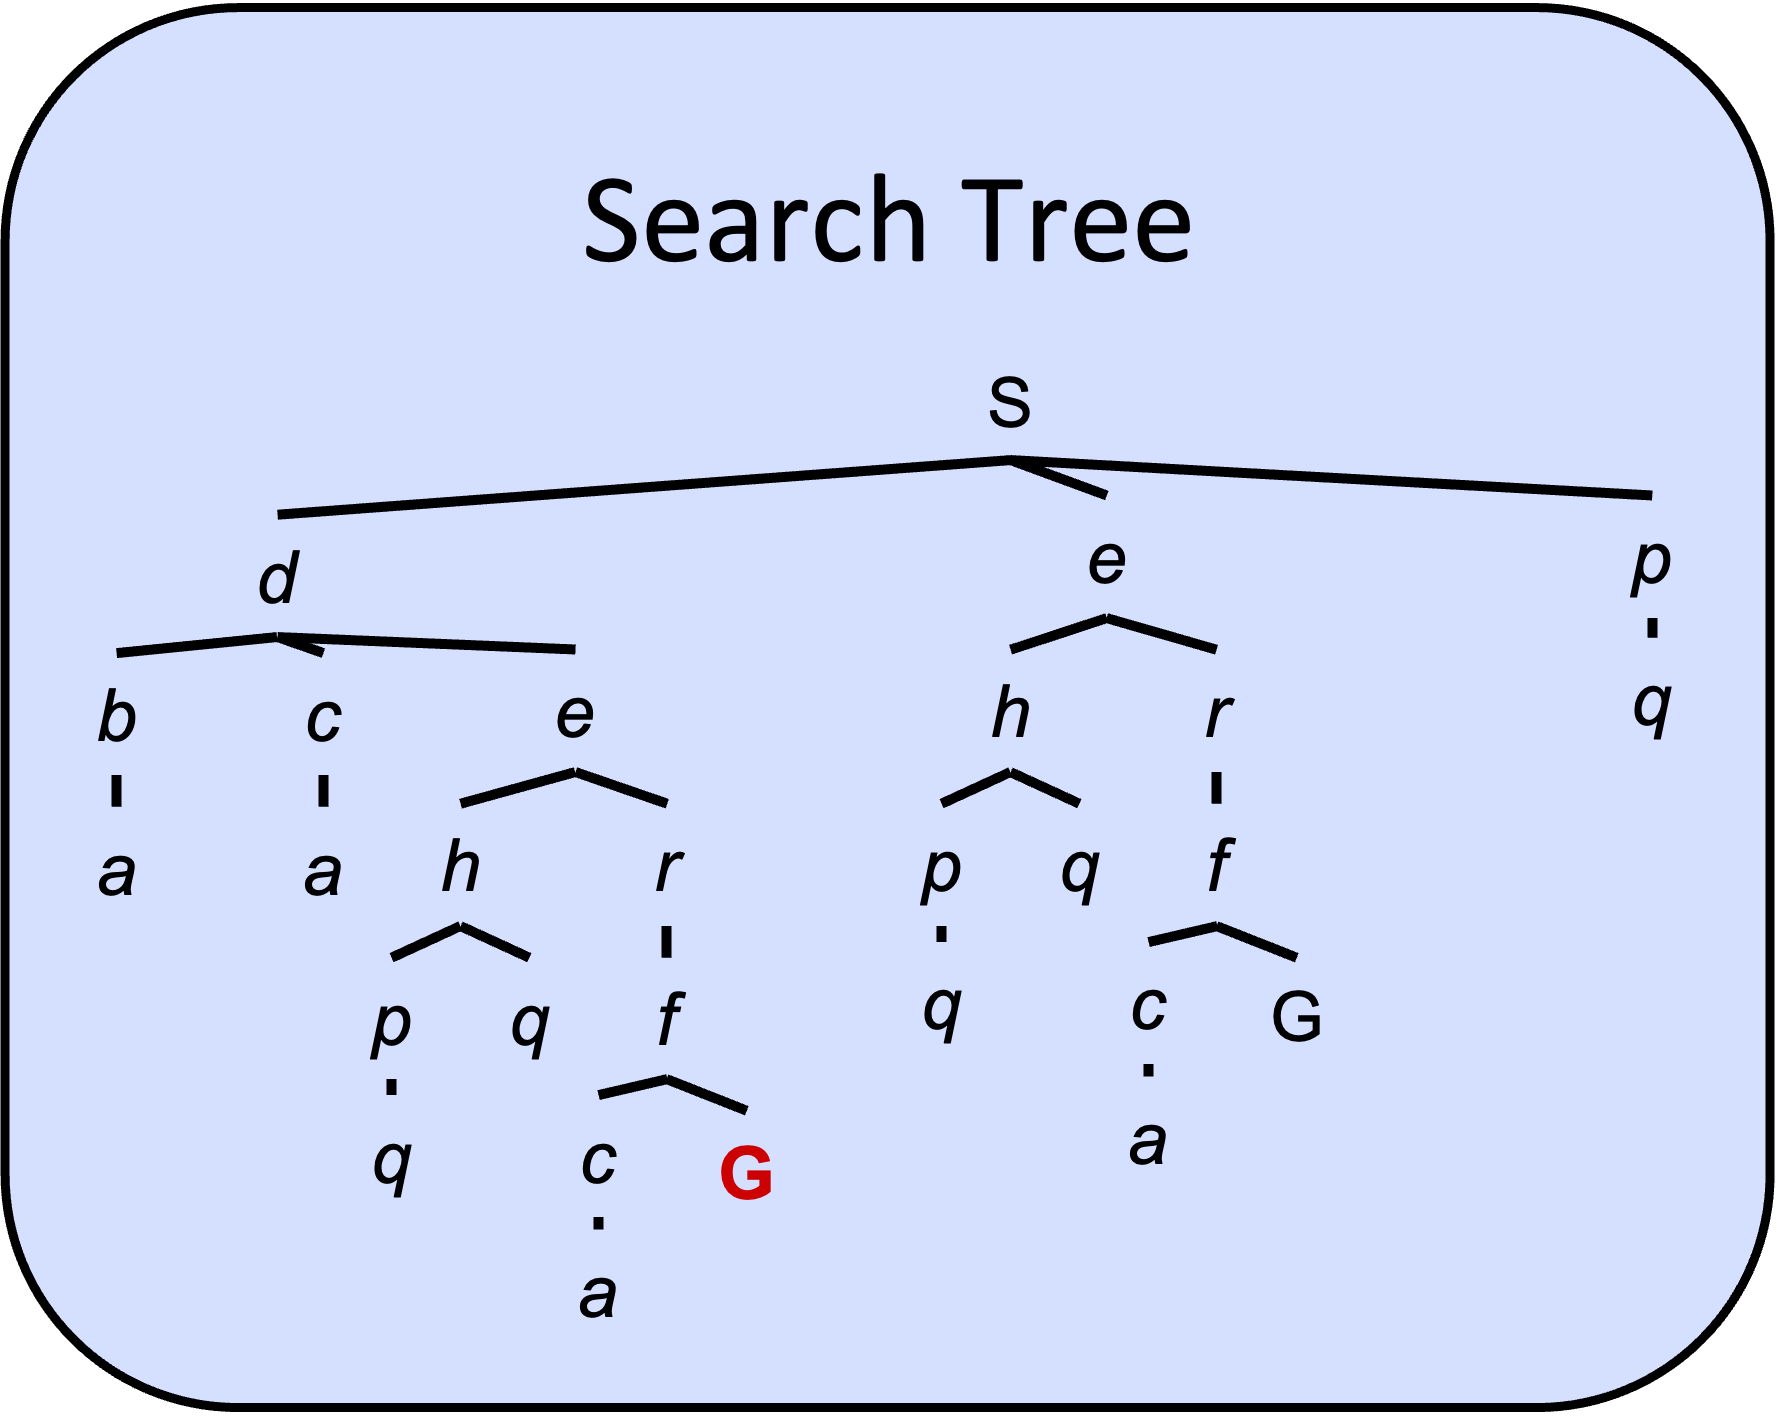 Search Tree
S
d e p
b c e h r q
a a h r p q f
p q f q c G
q c G a
a